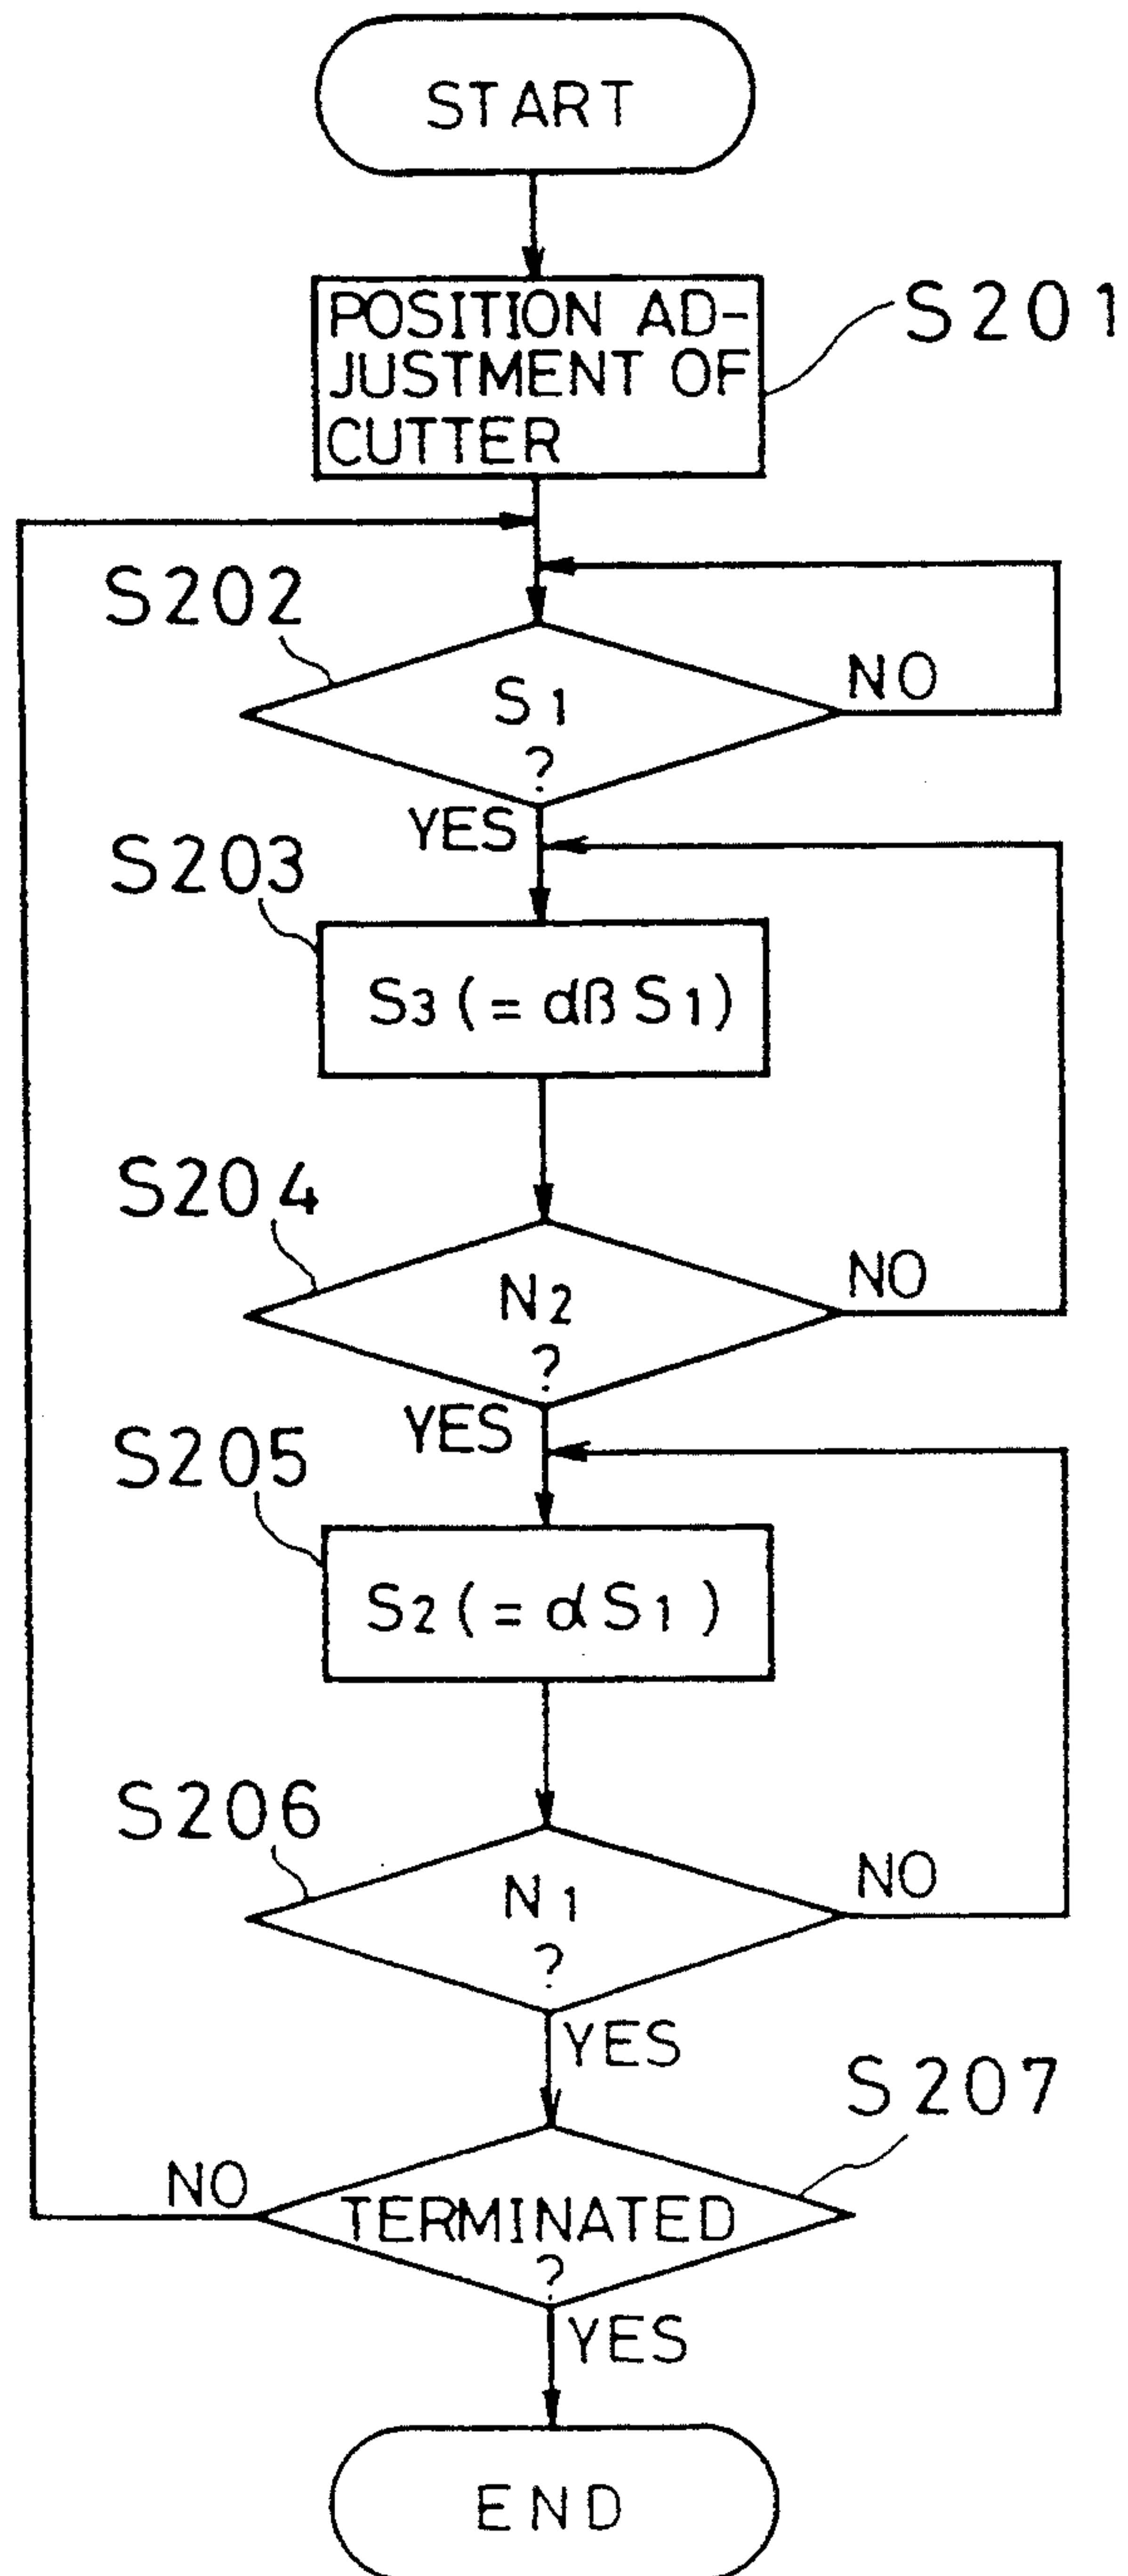 START
POSITION AD-
JUSTMENT OF
CUTTER
S201
S202
S1
?
NO
YES
S203
S3 (= αβ S1)
S204
N2
?
NO
YES
S205
S2 (= α S1)
S206
N1
?
NO
YES
S207
NO
TERMINATED
?
YES
END